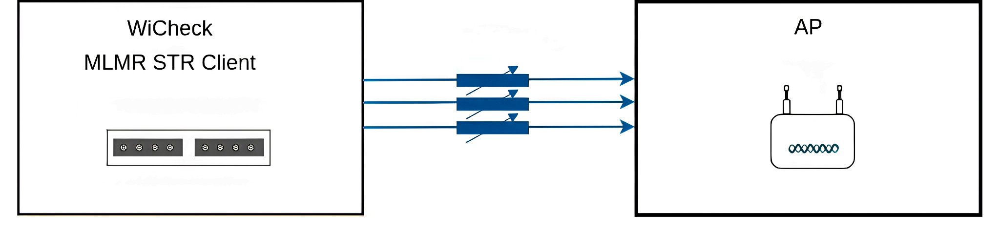 WiCheck
MLMR STR Client
AP